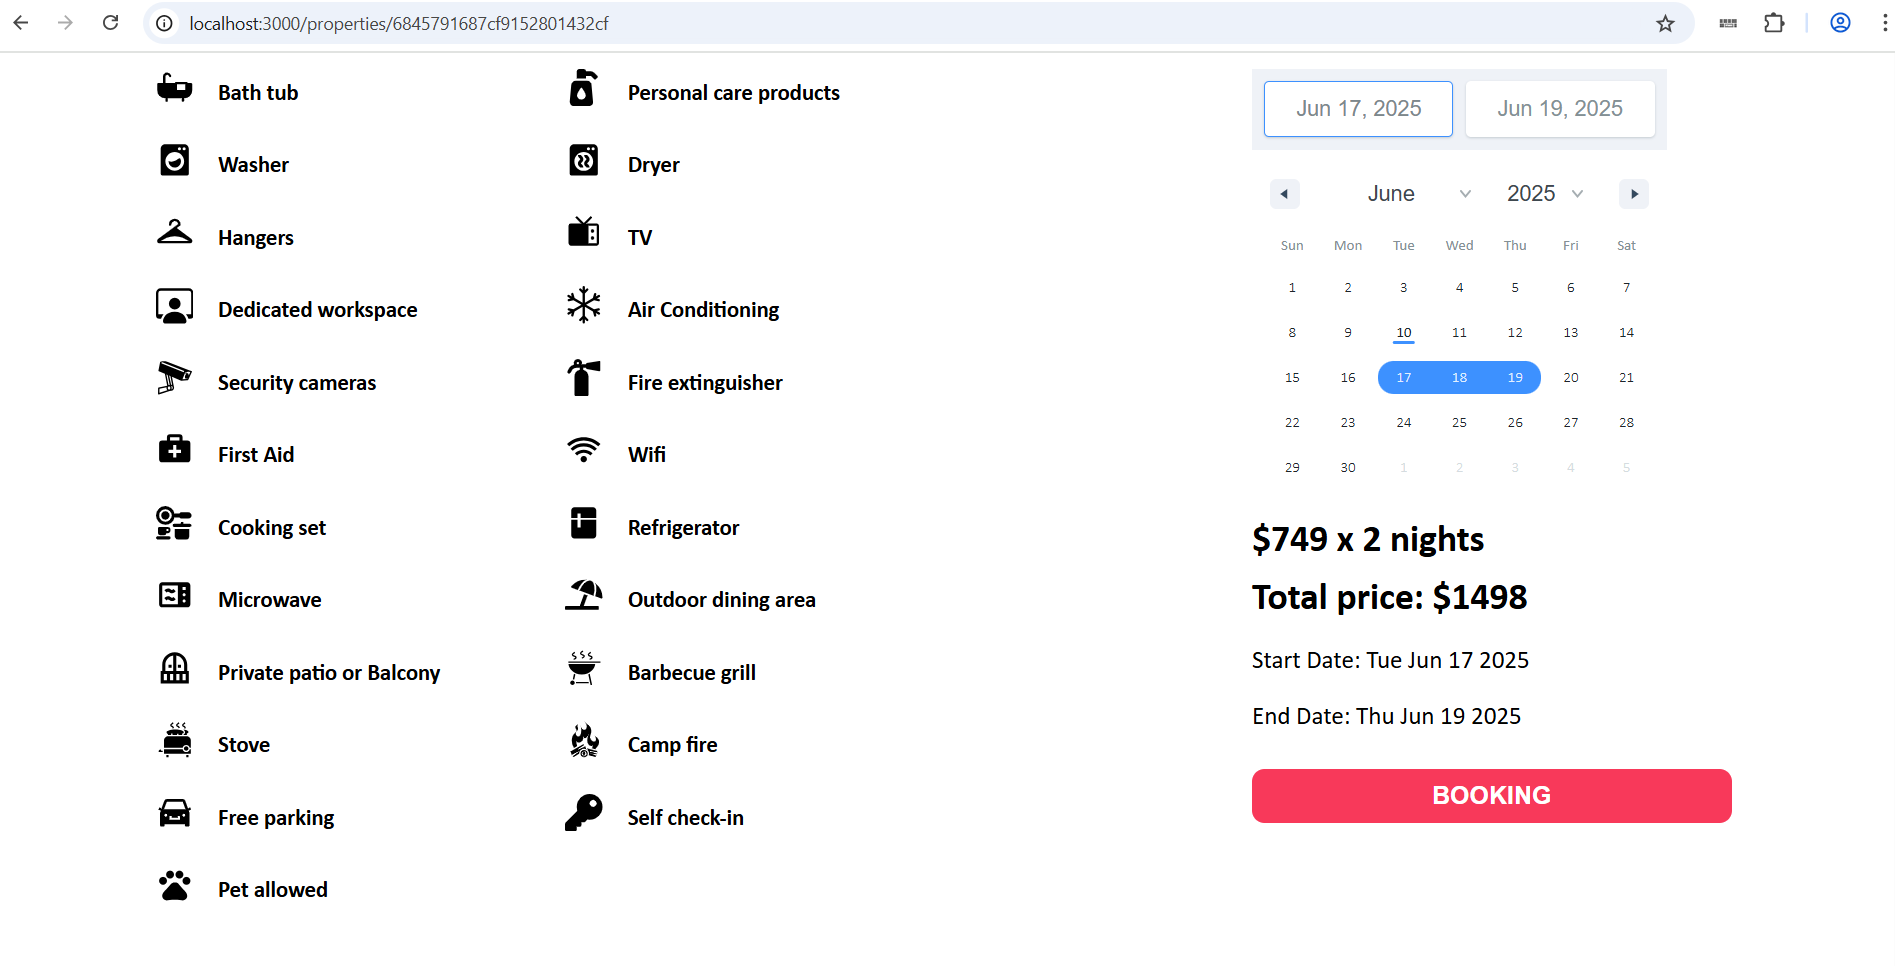 localhost:3000/properties/6845791687cf9152801432cf
Bath tub
Personal care products
Washer
Dryer
Hangers
TV
Dedicated workspace
Air Conditioning
Security cameras
Fire extinguisher
First Aid
Wifi
Cooking set
Refrigerator
Microwave
Outdoor dining area
Private patio or Balcony
Barbecue grill
Stove
Camp fire
Free parking
Self check-in
Pet allowed
Jun 17, 2025 Jun 19, 2025
June 2025
Sun Mon Tue Wed Thu Fri Sat
1 2 3 4 5 6 7
8 9 10 11 12 13 14
15 16 17 18 19 20 21
22 23 24 25 26 27 28
29 30 1 2 3 4 5
$749 x 2 nights
Total price: $1498
Start Date: Tue Jun 17 2025
End Date: Thu Jun 19 2025
BOOKING